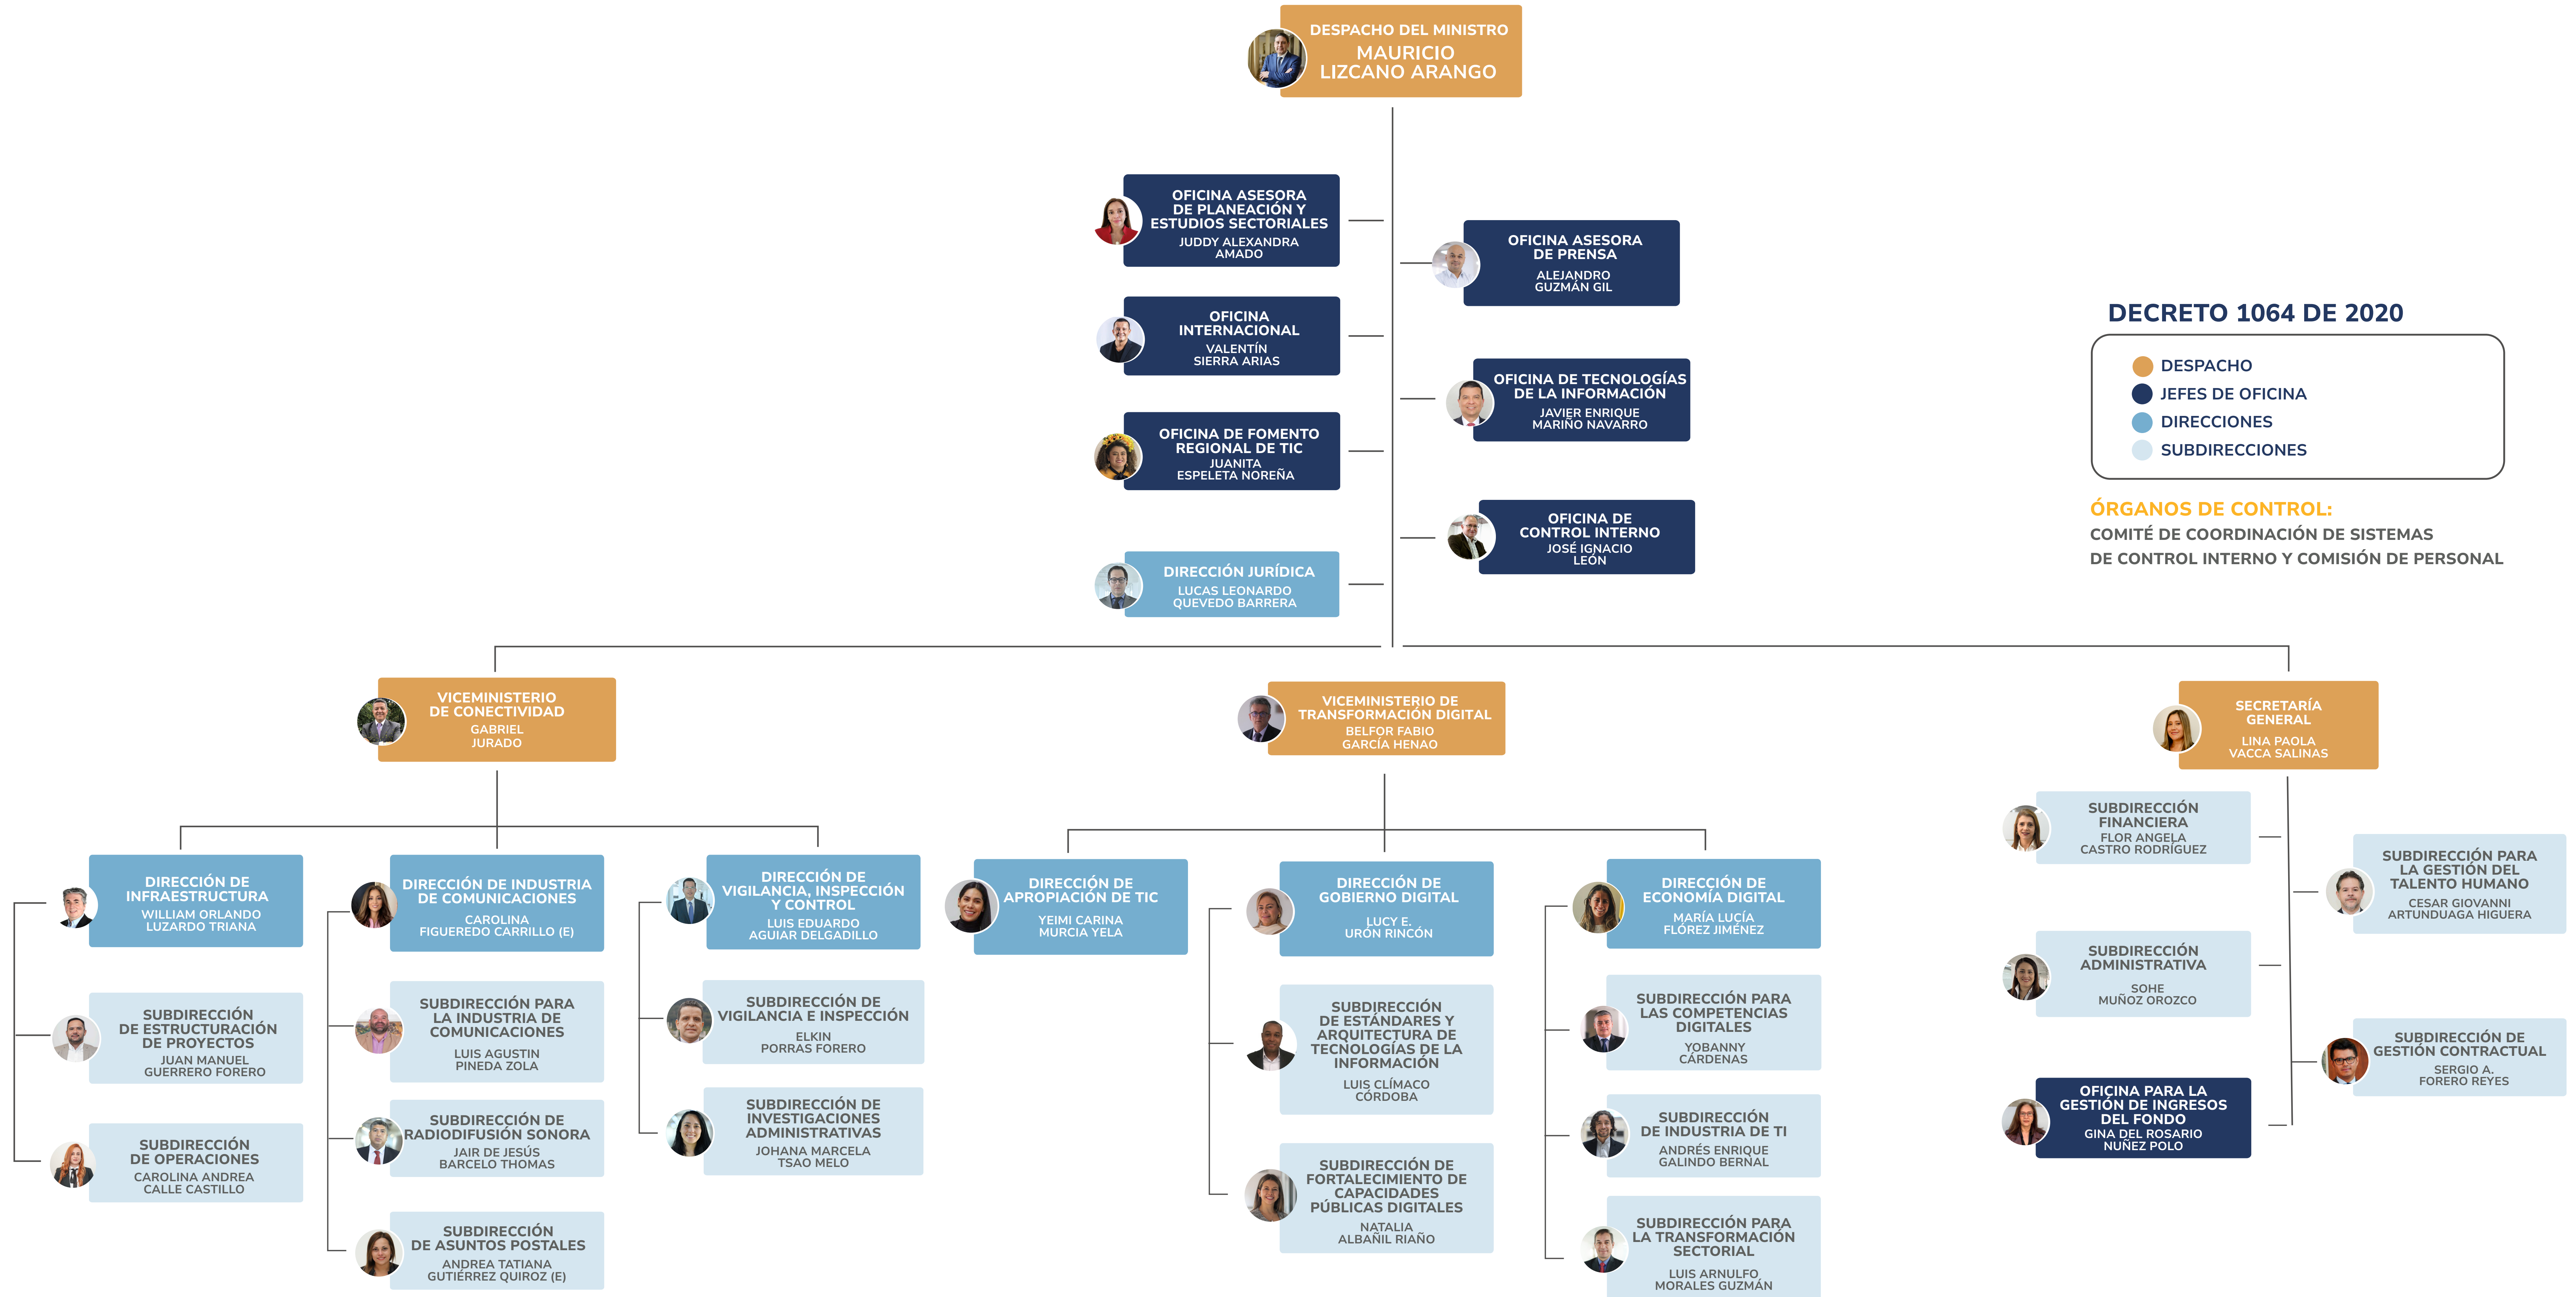 DESPACHO DEL MINISTRO
MAURICIO
LIZCANO ARANGO
OFICINA ASESORA
DE PLANEACIÓN Y
ESTUDIOS SECTORIALES
JUDDY ALEXANDRA
AMADO
OFICINA ASESORA
DE PRENSA
ALEJANDRO
GUZMÁN GIL
OFICINA
INTERNACIONAL
VALENTÍN
SIERRA ARIAS
OFICINA DE TECNOLOGÍAS
DE LA INFORMACIÓN
JAVIER ENRIQUE
MARIÑO NAVARRO
OFICINA DE FOMENTO
REGIONAL DE TIC
JUANITA
ESPELETA NOREÑA
OFICINA DE
CONTROL INTERNO
JOSÉ IGNACIO
LEÓN
DIRECCIÓN JURÍDICA
LUCAS LEONARDO
QUEVEDO BARRERA
DECRETO 1064 DE 2020
DESPACHO
JEFES DE OFICINA
DIRECCIONES
SUBDIRECCIONES
ÓRGANOS DE CONTROL:
COMITÉ DE COORDINACIÓN DE SISTEMAS
DE CONTROL INTERNO Y COMISIÓN DE PERSONAL
VICEMINISTERIO
DE CONECTIVIDAD
GABRIEL
JURADO
VICEMINISTERIO DE
TRANSFORMACIÓN DIGITAL
BELFOR FABIO
GARCÍA HENAO
SECRETARÍA
GENERAL
LINA PAOLA
VACCA SALINAS
DIRECCIÓN DE
INFRAESTRUCTURA
WILLIAM ORLANDO
LUZARDO TRIANA
SUBDIRECCIÓN
DE ESTRUCTURACIÓN
DE PROYECTOS
JUAN MANUEL
GUERRERO FORERO
SUBDIRECCIÓN
DE OPERACIONES
CAROLINA ANDREA
CALLE CASTILLO
DIRECCIÓN DE INDUSTRIA
DE COMUNICACIONES
CAROLINA
FIGUEREDO CARRILLO (E)
SUBDIRECCIÓN PARA
LA INDUSTRIA DE
COMUNICACIONES
LUIS AGUSTIN
PINEDA ZOLA
SUBDIRECCIÓN DE
RADIODIFUSIÓN SONORA
JAIR DE JESÚS
BARCELO THOMAS
SUBDIRECCIÓN
DE ASUNTOS POSTALES
ANDREA TATIANA
GUTIÉRREZ QUIROZ (E)
DIRECCIÓN DE
VIGILANCIA, INSPECCIÓN
Y CONTROL
LUIS EDUARDO
AGUIAR DELGADILLO
SUBDIRECCIÓN DE
VIGILANCIA E INSPECCIÓN
ELKIN
PORRAS FORERO
SUBDIRECCIÓN DE
INVESTIGACIONES
ADMINISTRATIVAS
JOHANA MARCELA
TSAO MELO
DIRECCIÓN DE
APROPIACIÓN DE TIC
YEIMI CARINA
MURCIA YELA
DIRECCIÓN DE
GOBIERNO DIGITAL
LUCY E.
URÓN RINCÓN
SUBDIRECCIÓN
DE ESTÁNDARES Y
ARQUITECTURA DE
TECNOLOGÍAS DE LA
INFORMACIÓN
LUIS CLÍMACO
CÓRDOBA
SUBDIRECCIÓN DE
FORTALECIMIENTO DE
CAPACIDADES
PÚBLICAS DIGITALES
NATALIA
ALBAÑIL RIAÑO
DIRECCIÓN DE
ECONOMÍA DIGITAL
MARÍA LUCÍA
FLÓREZ JIMÉNEZ
SUBDIRECCIÓN PARA
LAS COMPETENCIAS
DIGITALES
YOBANNY
CÁRDENAS
SUBDIRECCIÓN
DE INDUSTRIA DE TI
ANDRÉS ENRIQUE
GALINDO BERNAL
SUBDIRECCIÓN PARA
LA TRANSFORMACIÓN
SECTORIAL
LUIS ARNULFO
MORALES GUZMÁN
SUBDIRECCIÓN
FINANCIERA
FLOR ANGELA
CASTRO RODRÍGUEZ
SUBDIRECCIÓN PARA
LA GESTIÓN DEL
TALENTO HUMANO
CESAR GIOVANNI
ARTUNDUAGA HIGUERA
SUBDIRECCIÓN
ADMINISTRATIVA
SOHE
MUÑOZ OROZCO
SUBDIRECCIÓN DE
GESTIÓN CONTRACTUAL
SERGIO A.
FORERO REYES
OFICINA PARA LA
GESTIÓN DE INGRESOS
DEL FONDO
GINA DEL ROSARIO
NUÑEZ POLO